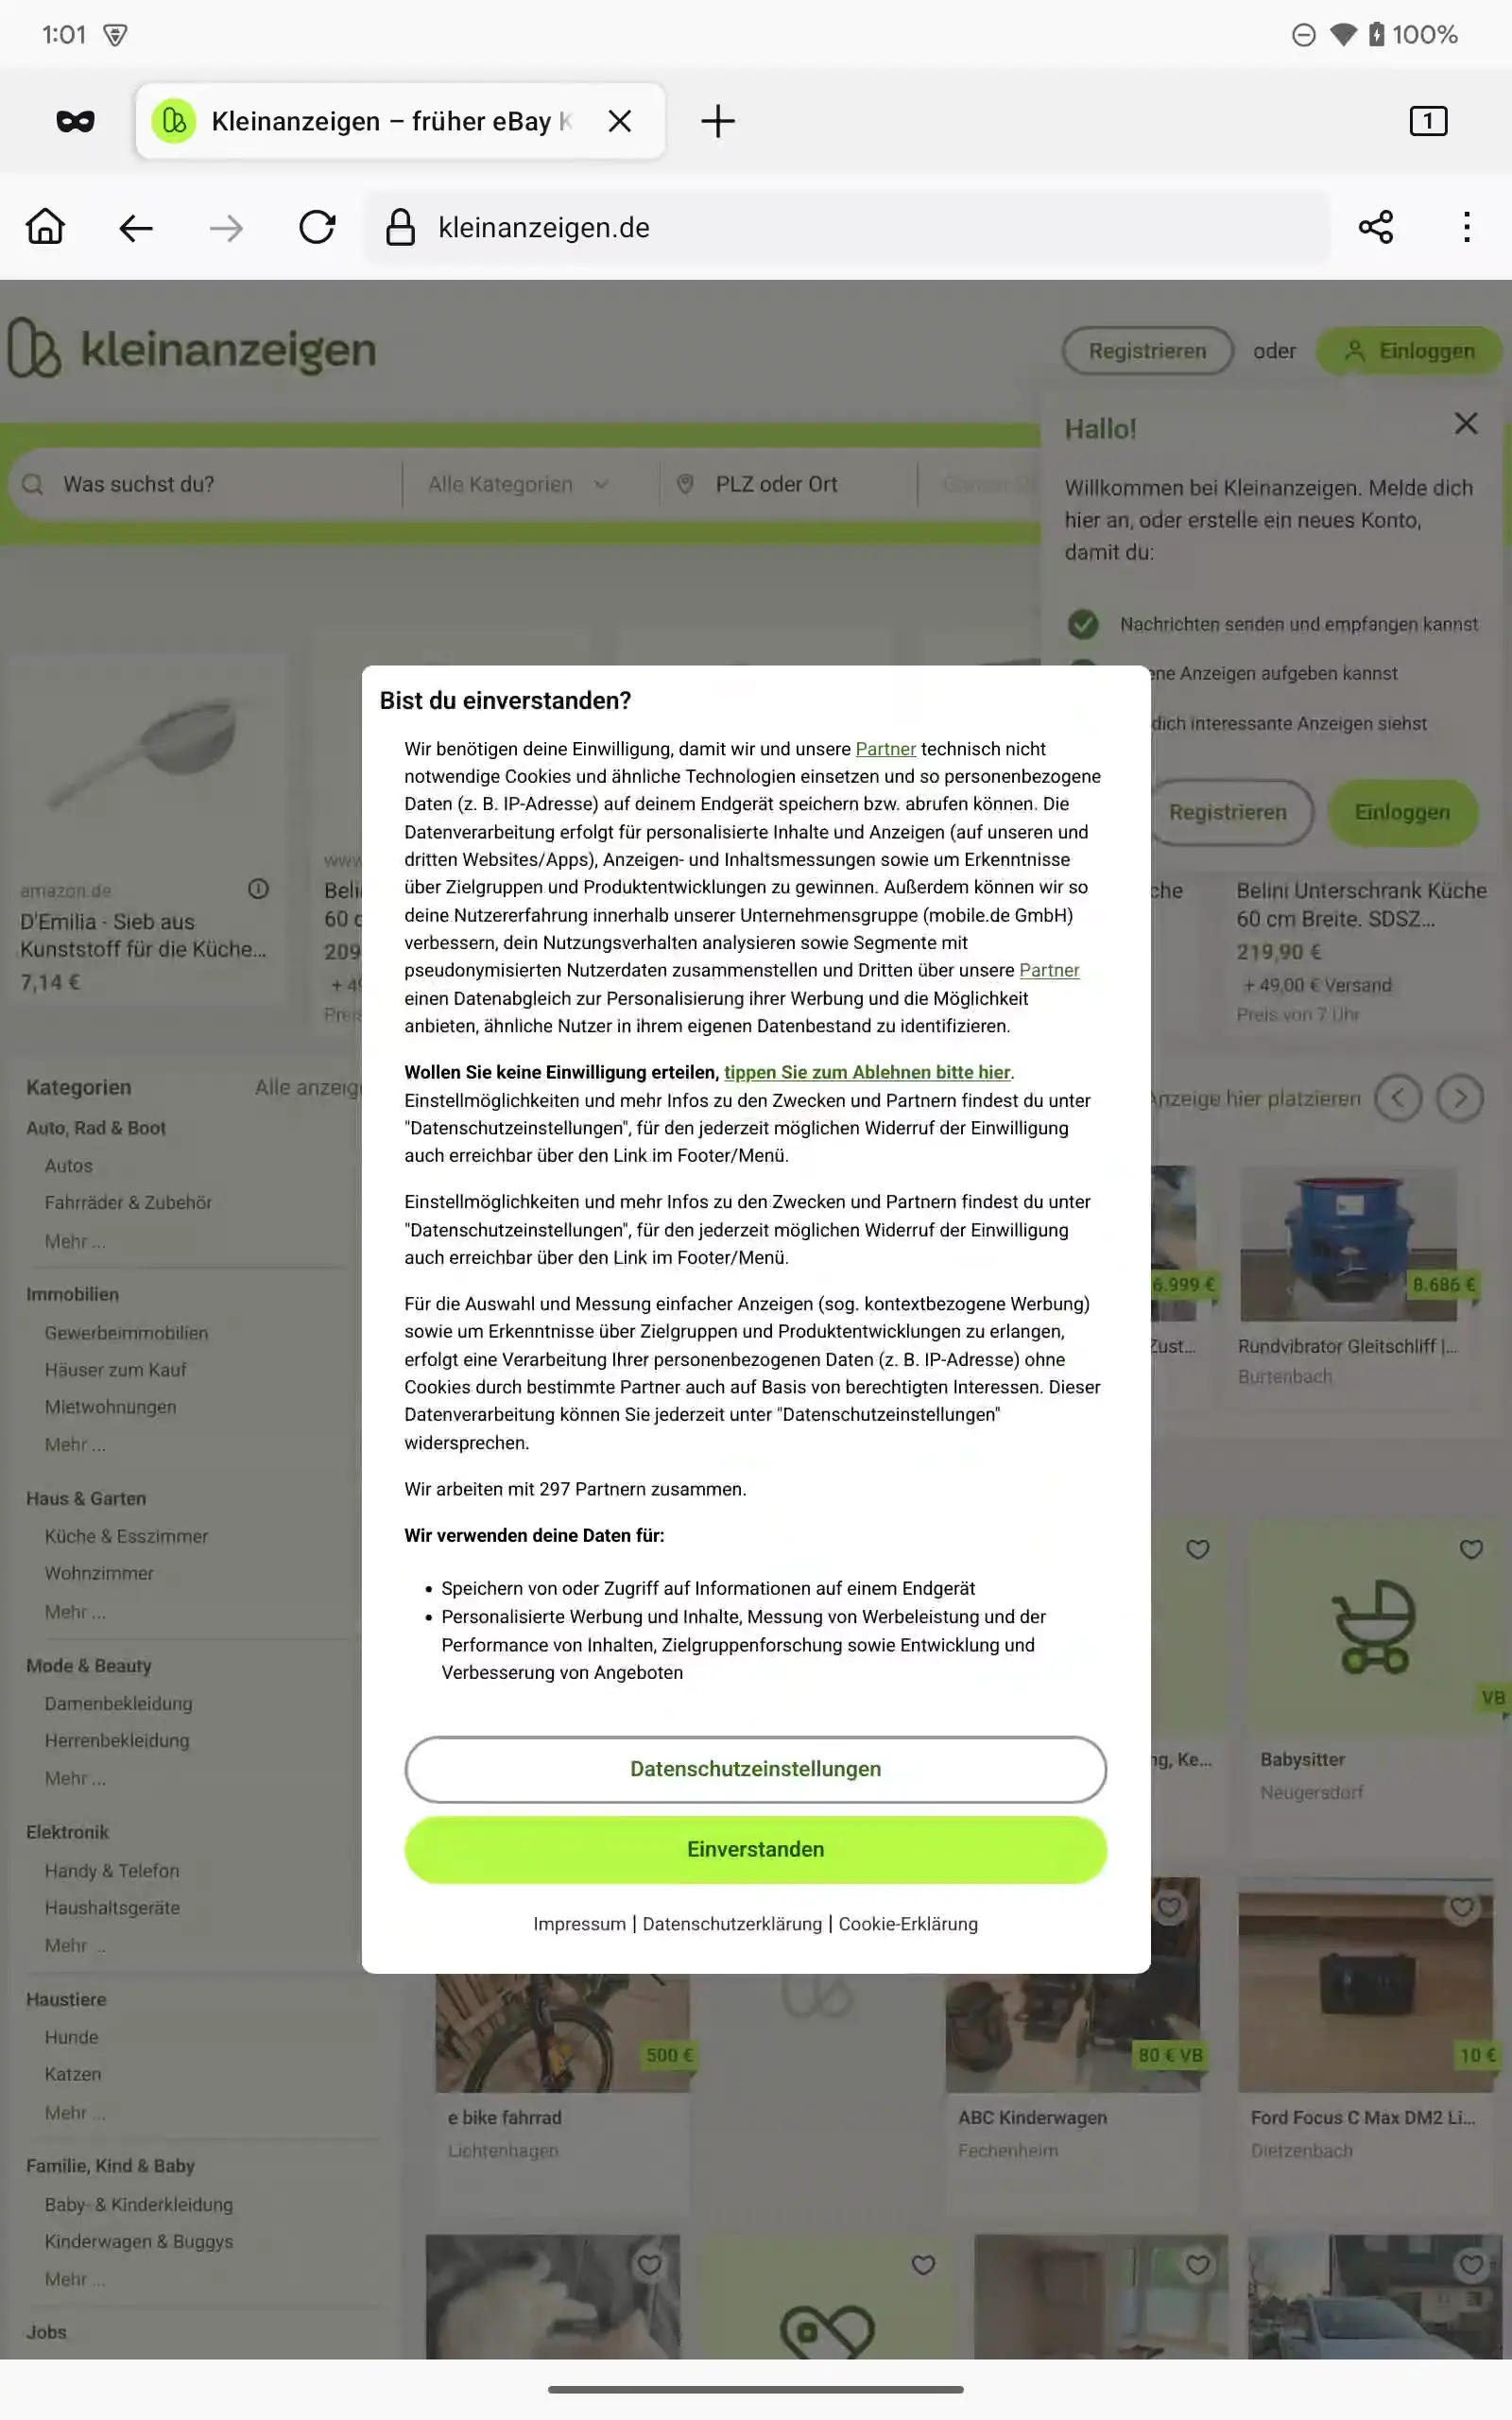 1:01
100%
Kleinanzeigen – früher eBay K
1
kleinanzeigen.de
kleinanzeigen
Registrieren oder Einloggen
Hallo!
Was suchst du? Alle Kategorien PLZ oder Ort
Willkommen bei Kleinanzeigen. Melde dich
hier an, oder erstelle ein neues Konto,
damit du:
Nachrichten senden und empfangen kannst
ene Anzeigen aufgeben kannst
dich interessante Anzeigen siehst
Registrieren Einloggen
amazon.de
D'Emilia - Sieb aus
Kunststoff für die Küche...
7,14 €
www
Beli
60 c
209
+ 49
Preis
che
Belini Unterschrank Küche
60 cm Breite. SDSZ...
219,90 €
+ 49,00 € Versand
Preis von 7 Uhr
Bist du einverstanden?
Wir benötigen deine Einwilligung, damit wir und unsere Partner technisch nicht
notwendige Cookies und ähnliche Technologien einsetzen und so personenbezogene
Daten (z. B. IP-Adresse) auf deinem Endgerät speichern bzw. abrufen können. Die
Datenverarbeitung erfolgt für personalisierte Inhalte und Anzeigen (auf unseren und
dritten Websites/Apps), Anzeigen- und Inhaltsmessungen sowie um Erkenntnisse
über Zielgruppen und Produktentwicklungen zu gewinnen. Außerdem können wir so
deine Nutzererfahrung innerhalb unserer Unternehmensgruppe (mobile.de GmbH)
verbessern, dein Nutzungsverhalten analysieren sowie Segmente mit
pseudonymisierten Nutzerdaten zusammenstellen und Dritten über unsere Partner
einen Datenabgleich zur Personalisierung ihrer Werbung und die Möglichkeit
anbieten, ähnliche Nutzer in ihrem eigenen Datenbestand zu identifizieren.
Wollen Sie keine Einwilligung erteilen, tippen Sie zum Ablehnen bitte hier.
Einstellmöglichkeiten und mehr Infos zu den Zwecken und Partnern findest du unter
"Datenschutzeinstellungen", für den jederzeit möglichen Widerruf der Einwilligung
auch erreichbar über den Link im Footer/Menü.
Einstellmöglichkeiten und mehr Infos zu den Zwecken und Partnern findest du unter
"Datenschutzeinstellungen", für den jederzeit möglichen Widerruf der Einwilligung
auch erreichbar über den Link im Footer/Menü.
Für die Auswahl und Messung einfacher Anzeigen (sog. kontextbezogene Werbung)
sowie um Erkenntnisse über Zielgruppen und Produktentwicklungen zu erlangen,
erfolgt eine Verarbeitung Ihrer personenbezogenen Daten (z. B. IP-Adresse) ohne
Cookies durch bestimmte Partner auch auf Basis von berechtigten Interessen. Dieser
Datenverarbeitung können Sie jederzeit unter "Datenschutzeinstellungen"
widersprechen.
Wir arbeiten mit 297 Partnern zusammen.
Wir verwenden deine Daten für:
• Speichern von oder Zugriff auf Informationen auf einem Endgerät
• Personalisierte Werbung und Inhalte, Messung von Werbeleistung und der
Performance von Inhalten, Zielgruppenforschung sowie Entwicklung und
Verbesserung von Angeboten
Datenschutzeinstellungen
Einverstanden
Impressum | Datenschutzerklärung | Cookie-Erklärung
Kategorien Alle anzeig
Auto, Rad & Boot
Autos
Fahrräder & Zubehör
Mehr ...
Immobilien
Gewerbeimmobilien
Häuser zum Kauf
Mietwohnungen
Mehr ...
Haus & Garten
Küche & Esszimmer
Wohnzimmer
Mehr ...
Mode & Beauty
Damenbekleidung
Herrenbekleidung
Mehr ...
Elektronik
Handy & Telefon
Haushaltsgeräte
Mehr ...
Haustiere
Hunde
Katzen
Mehr ...
Familie, Kind & Baby
Baby- & Kinderkleidung
Kinderwagen & Buggys
Mehr ...
Jobs
Anzeige hier platzieren
6.999 €
Zust...
8.686 €
Rundvibrator Gleitschliff |...
Burtenbach
ng, Ke...
VB
Babysitter
Neugersdorf
500 €
e bike fahrrad
Lichtenhagen
80 € VB
ABC Kinderwagen
Fechenheim
10 €
Ford Focus C Max DM2 Li...
Dietzenbach